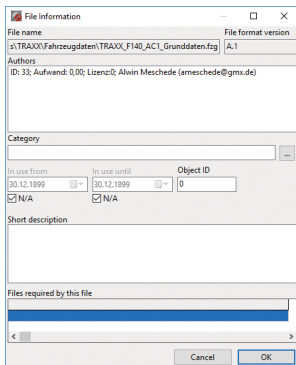 File Information
File name
File format version
:s\TRAXX\Fahrzeugdaten\TRAXX_F140_AC1_Grunddaten.fzg
A.1
Authors
ID: 33; Aufwand: 0,00; Lizenz:0; Alwin Meschede (ameschede@gmx.de)
Category
...
In use from
In use until
Object ID
30.12.1899
30.12.1899
0
N/A
N/A
Short description
Files required by this file
Cancel
OK